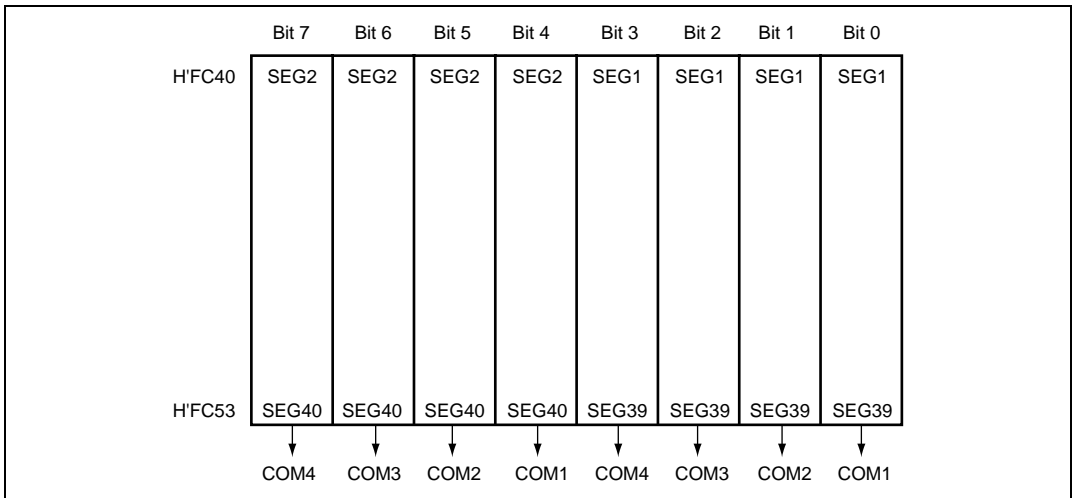 Bit 7 Bit 6 Bit 5 Bit 4 Bit 3 Bit 2 Bit 1 Bit 0
H'FC40 SEG2 SEG2 SEG2 SEG2 SEG1 SEG1 SEG1 SEG1
H'FC53 SEG40 SEG40 SEG40 SEG40 SEG39 SEG39 SEG39 SEG39
COM4 COM3 COM2 COM1 COM4 COM3 COM2 COM1